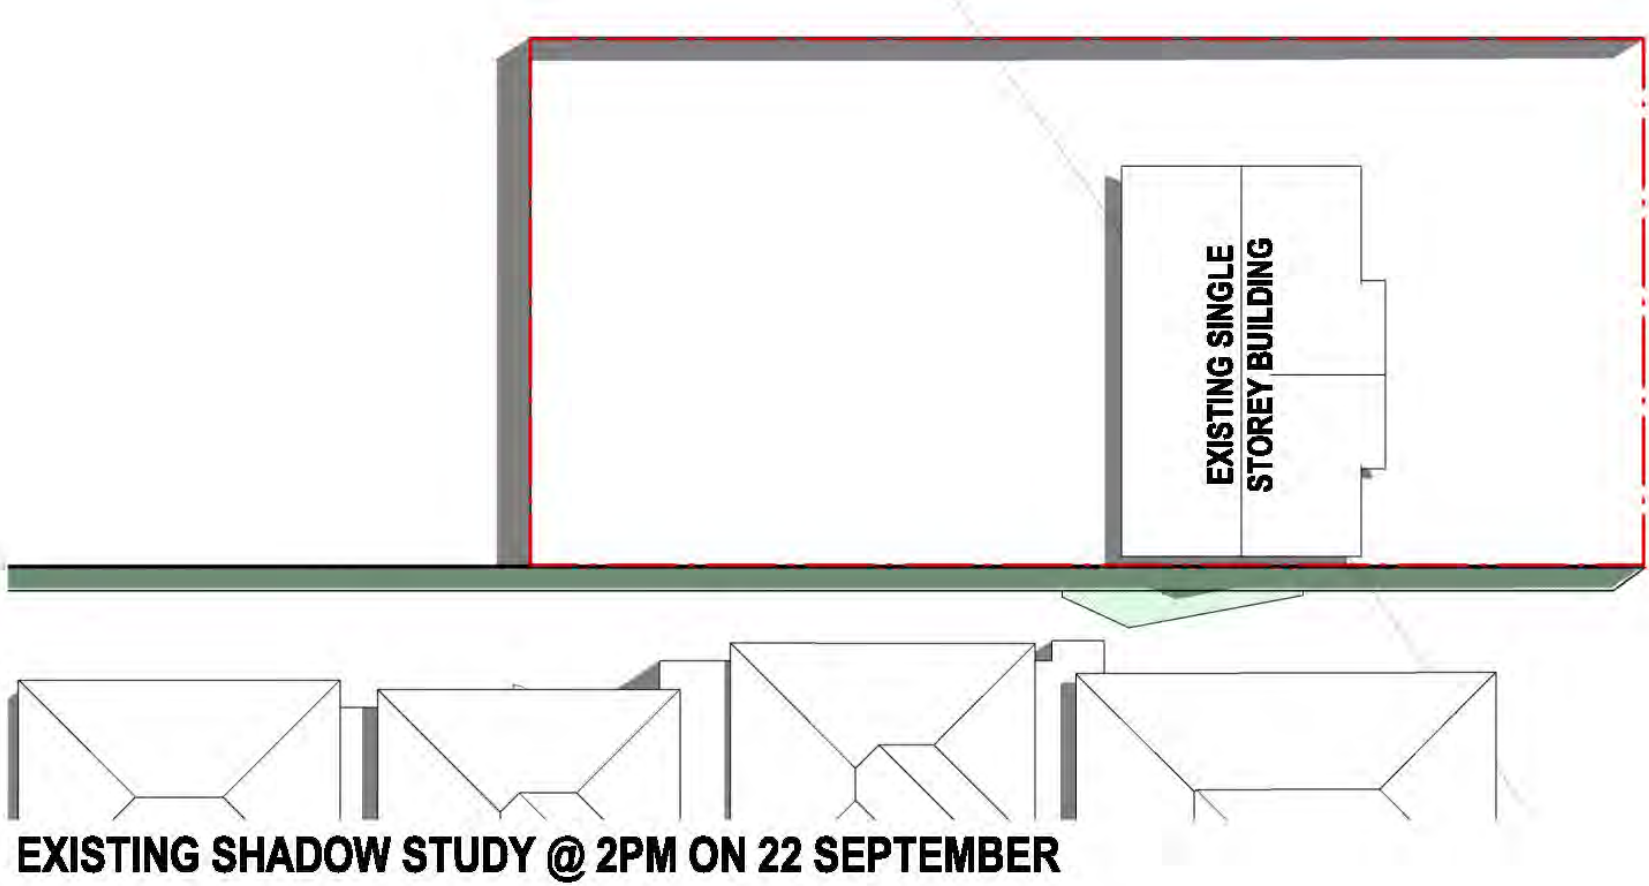 EXISTING SINGLE
STOREY BUILDING
EXISTING SHADOW STUDY @ 2PM ON 22 SEPTEMBER